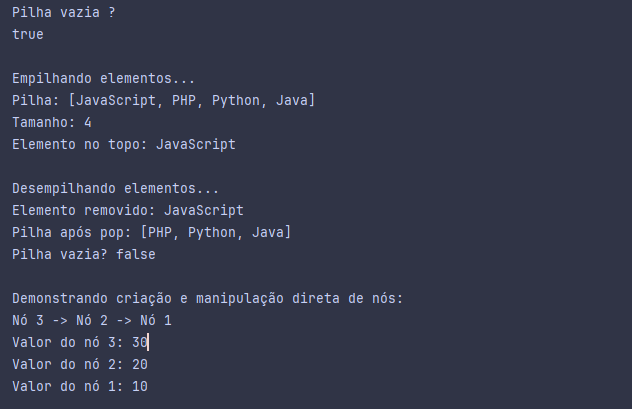 Pilha vazia ?
true
Empilhando elementos...
Pilha: [JavaScript, PHP, Python, Java]
Tamanho: 4
Elemento no topo: JavaScript
Desempilhando elementos...
Elemento removido: JavaScript
Pilha após pop: [PHP, Python, Java]
Pilha vazia? false
Demonstrando criação e manipulação direta de nós:
Nó 3 -> Nó 2 -> Nó 1
Valor do nó 3: 30
Valor do nó 2: 20
Valor do nó 1: 10